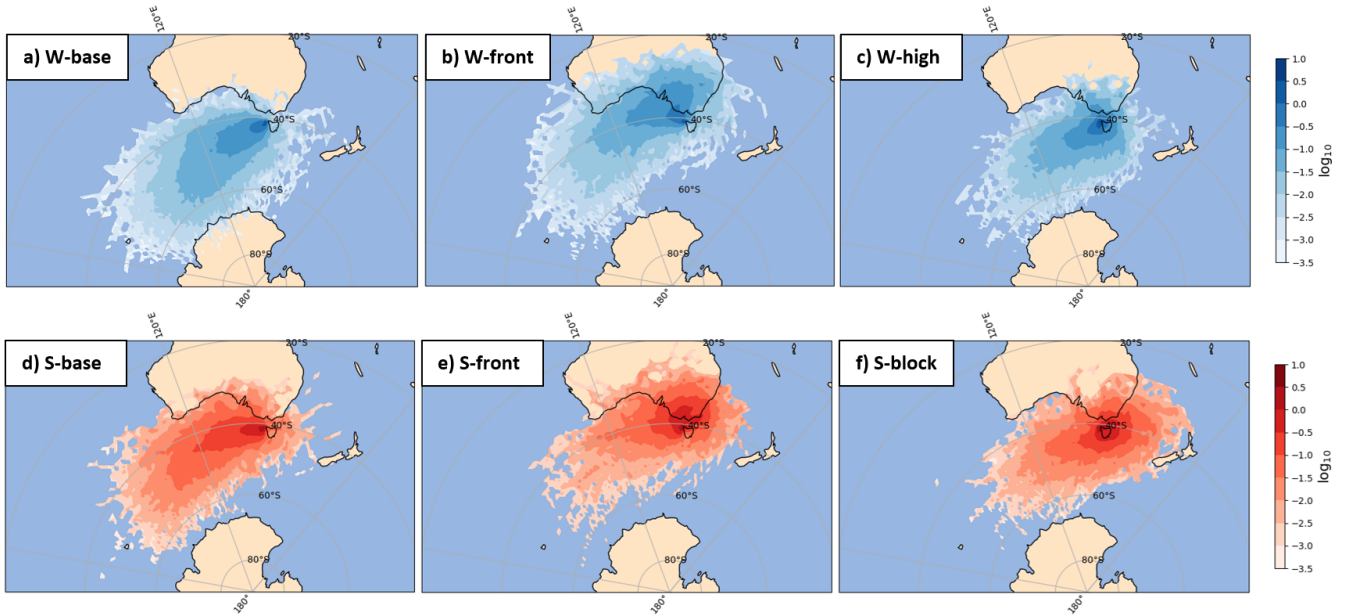 120°E
120°E
120°E
a) W-base
20°S
b) W-front
20°S
c) W-high
20°S
40°S
40°S
40°S
60°S
60°S
60°S
80°S
80°S
80°S
180°
180°
180°
1.0
0.5
0.0
−0.5
−1.0
−1.5
−2.0
−2.5
−3.0
−3.5
log10
120°E
120°E
120°E
d) S-base
20°S
e) S-front
20°S
f) S-block
20°S
40°S
40°S
40°S
60°S
60°S
60°S
80°S
80°S
80°S
180°
180°
180°
1.0
0.5
0.0
−0.5
−1.0
−1.5
−2.0
−2.5
−3.0
−3.5
log10